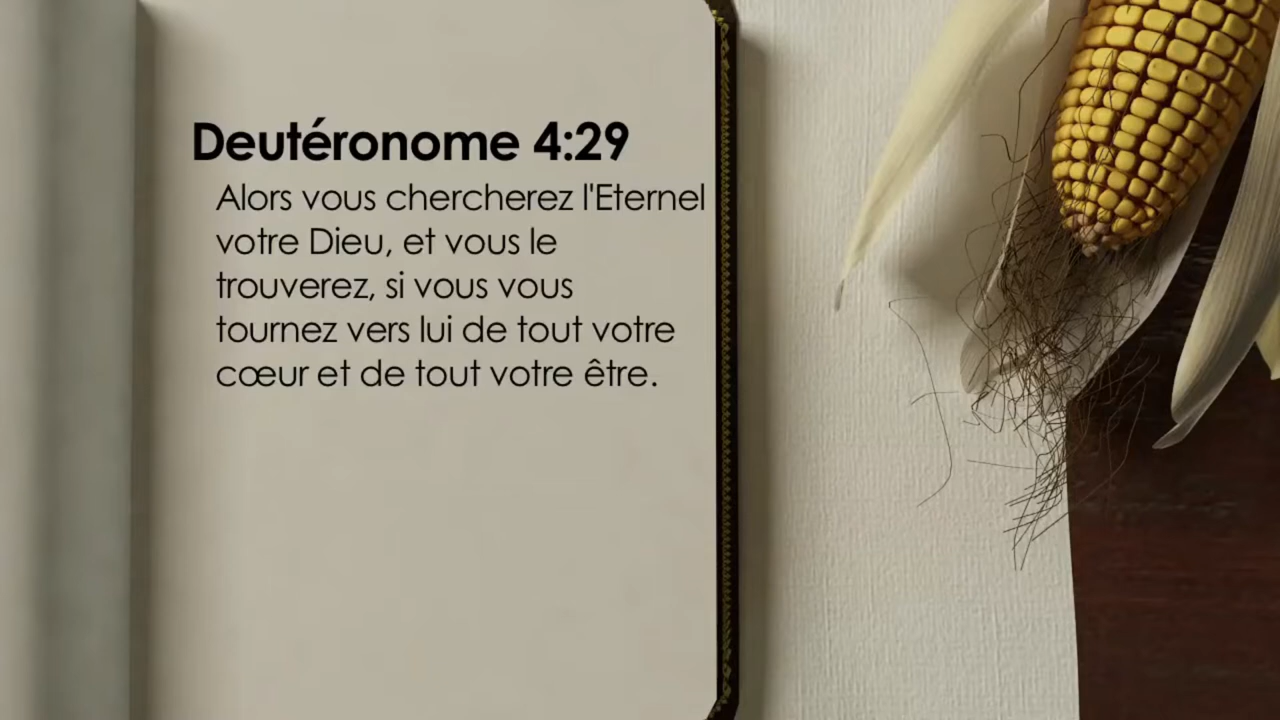 Deutéronome 4:29
Alors vous chercherez l'Eternel
votre Dieu, et vous le
trouverez, si vous vous
tournez vers lui de tout votre
cœur et de tout votre être.